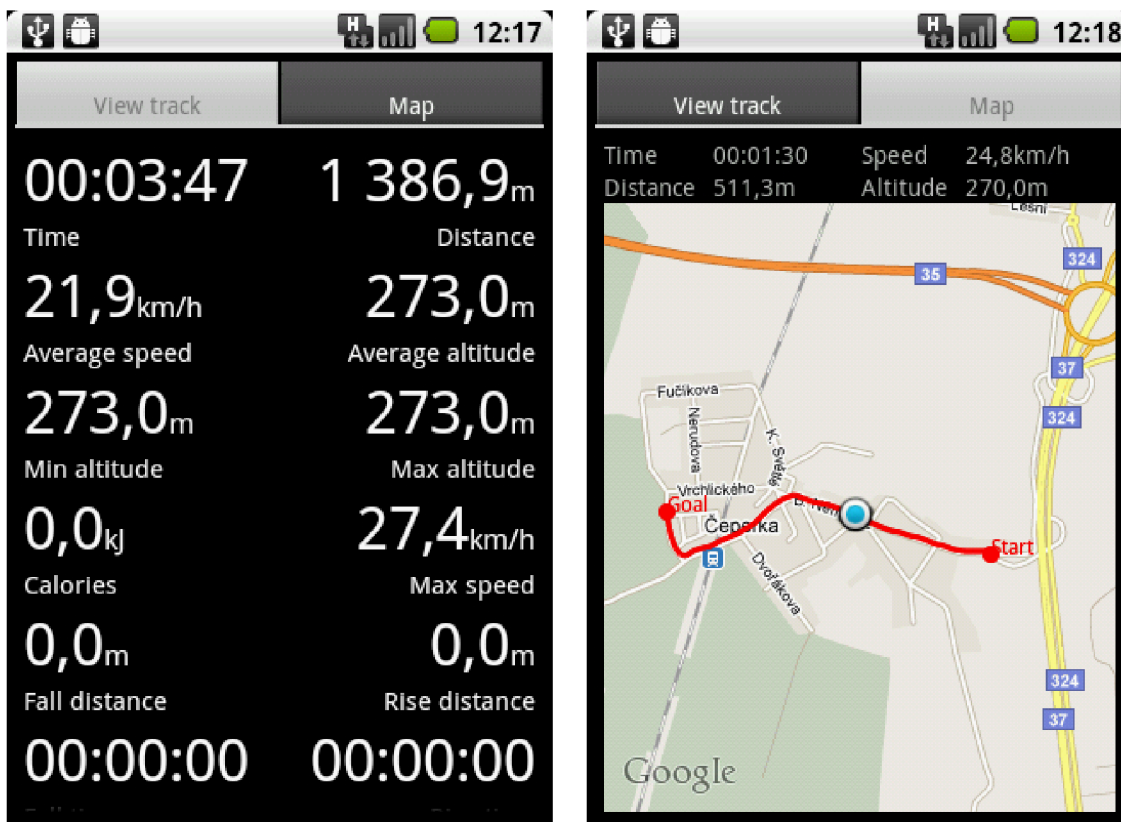 12:17
View track Map
00:03:47 1 386,9m
Time Distance
21,9km/h 273,0m
Average speed Average altitude
273,0m 273,0m
Min altitude Max altitude
0,0kJ 27,4km/h
Calories Max speed
0,0m 0,0m
Fall distance Rise distance
00:00:00 00:00:00
H 12:18
View track Map
Time 00:01:30 Speed 24,8km/h
Distance 511,3m Altitude 270,0m
Lesní
324
35
37
Fučíkova
324
Nerudova
K. Světlé
Vrchlického
Goal
B. Něm
Čeperka
Start
Dvořákova
324
37
Google